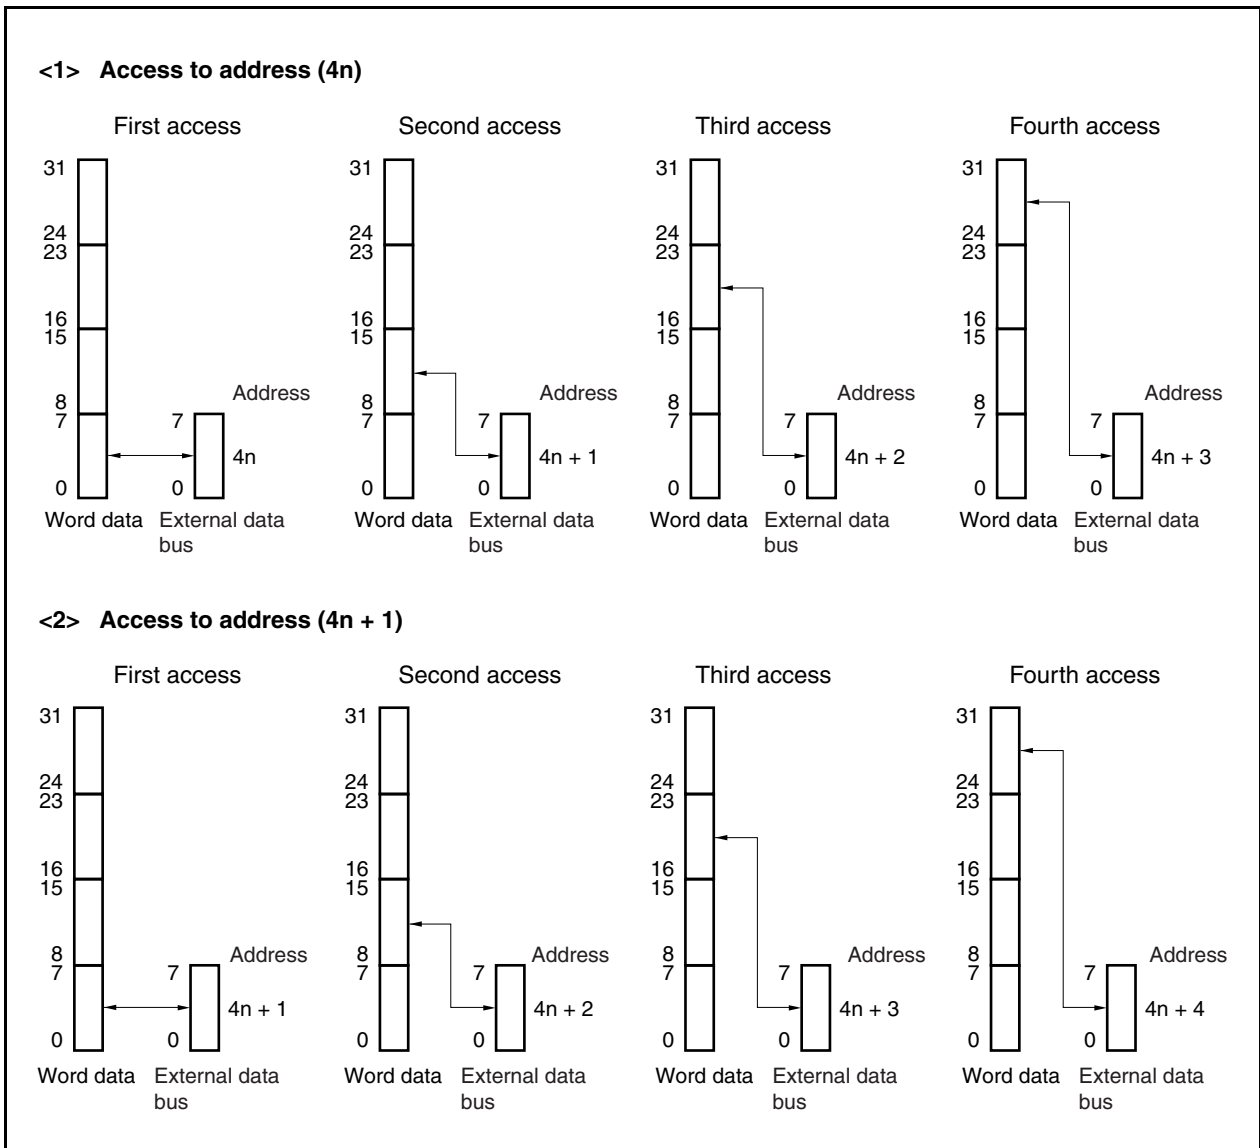 <1> Access to address (4n)
First access Second access Third access Fourth access
31 31 31 31
24 24 24 24
23 23 23 23
16 16 16 16
15 15 15 15
Address Address Address Address
8 8 8 8
7 7 7 7 7 7 7 7
4n 4n + 1 4n + 2 4n + 3
0 0 0 0 0 0 0 0
Word data External data Word data External data Word data External data Word data External data
bus bus bus bus
<2> Access to address (4n + 1)
First access Second access Third access Fourth access
31 31 31 31
24 24 24 24
23 23 23 23
16 16 16 16
15 15 15 15
8 Address 8 Address 8 Address 8 Address
7 7 7 7 7 7 7 7
4n + 1 4n + 2 4n + 3 4n + 4
0 0 0 0 0 0 0 0
Word data External data Word data External data Word data External data Word data External data
bus bus bus bus